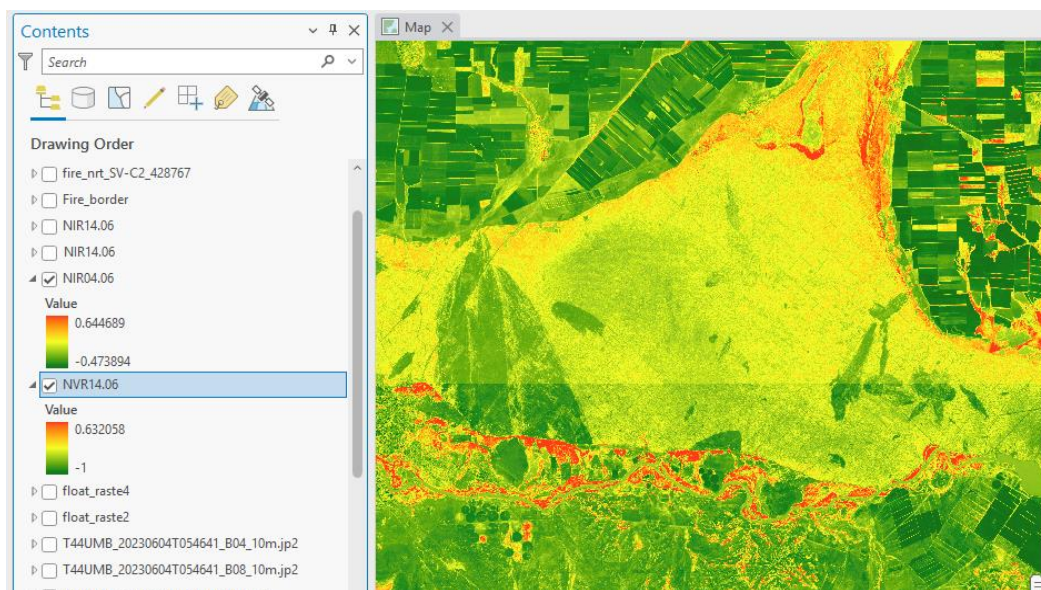 Contents
Map
Search
Drawing Order
fire_nrt_SV-C2_428767
Fire_border
NIR14.06
NIR14.06
NIR04.06
Value
0.644689
-0.473894
NVR14.06
Value
0.632058
-1
float_raste4
float_raste2
T44UMB_20230604T054641_B04_10m.jp2
T44UMB_20230604T054641_B08_10m.jp2